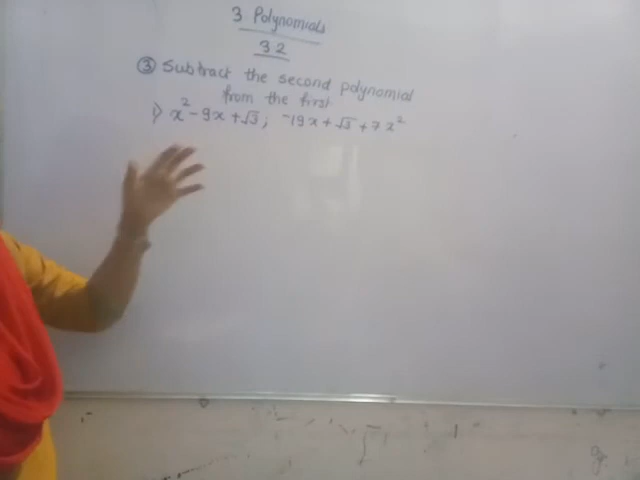 3 Polynomials
3 2
③ Subtract the second polynomial
from the first
i) x² - 9x + √3 ; -19x + √3 + 7x²